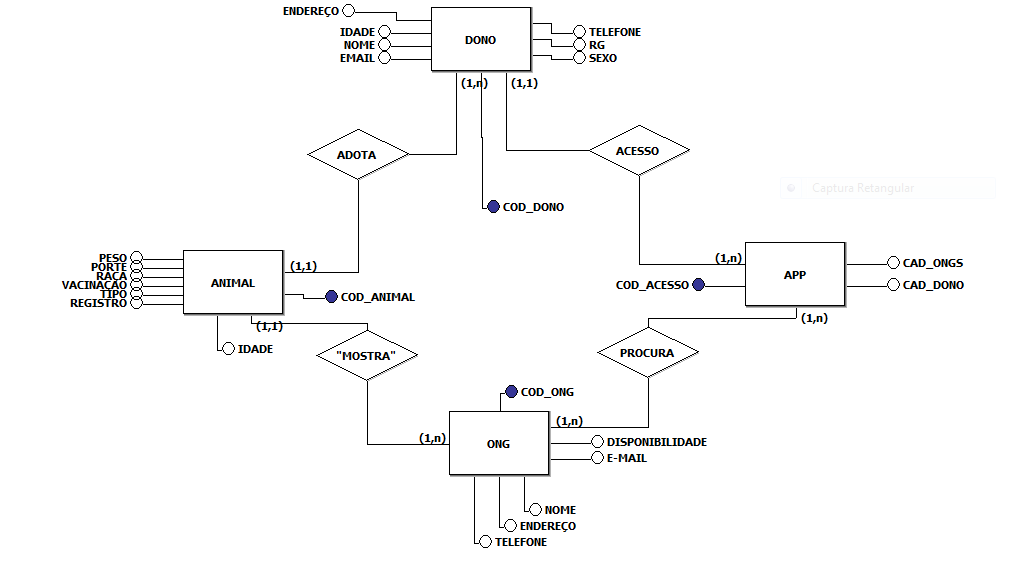 ENDEREÇO
IDADE
NOME
EMAIL
DONO
TELEFONE
RG
SEXO
(1,n)
(1,1)
ADOTA
ACESSO
Captura Retangular
COD_DONO
PESO
PORTE
RACA
VACINAÇÃO
TIPO
REGISTRO
ANIMAL
(1,1)
COD_ANIMAL
(1,n)
APP
COD_ACESSO
CAD_ONGS
CAD_DONO
(1,1)
(1,n)
IDADE
"MOSTRA"
PROCURA
COD_ONG
(1,n)
(1,n)
ONG
DISPONIBILIDADE
E-MAIL
NOME
ENDEREÇO
TELEFONE